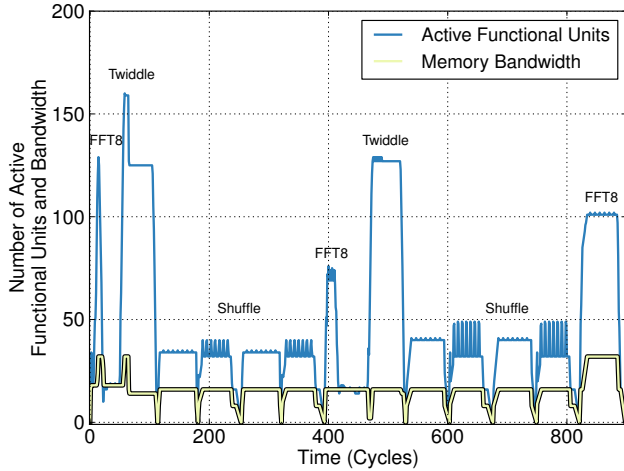 200
150
100
50
0
0
200
400
600
800
Number of Active
Functional Units and Bandwidth
Time (Cycles)
Active Functional Units
Memory Bandwidth
FFT8
Twiddle
Shuffle
FFT8
Twiddle
Shuffle
FFT8